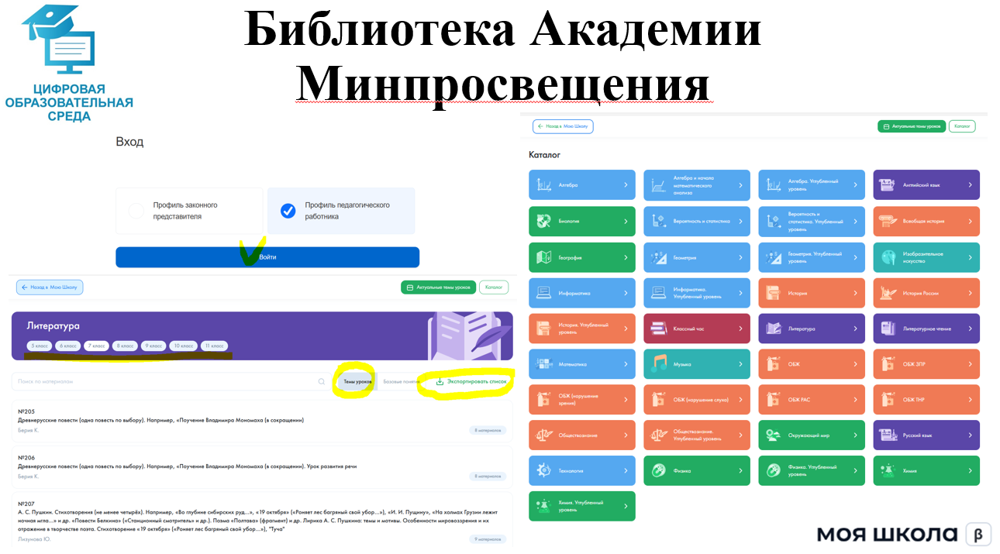 Библиотека Академии
Минпросвещения
ЦИФРОВАЯ
ОБРАЗОВАТЕЛЬНАЯ
СРЕДА
Вход
Профиль законного
представителя
Профиль педагогического
работника
Войти
Назад в Мою Школу
Актуальные темы уроков
Каталог
Литература
5 класс
6 класс
7 класс
8 класс
9 класс
10 класс
11 класс
Поиск по материалам
Темы уроков
Базовые понятия
Экспортировать список
№205
Древнерусские повести (одна повесть по выбору). Например, «Поучение Владимира Мономаха (в сокращении)
Берия К.
8 материалов
№206
Древнерусские повести (одна повесть по выбору). Например, «Поучение Владимира Мономаха (в сокращении). Урок развития речи
Берия К.
8 материалов
№207
А. С. Пушкин. Стихотворения (не менее четырёх). Например, «Во глубине сибирских руд...», «19 октября» («Роняет лес багряный свой убор...»), «И. И. Пущину», «На холмах Грузии лежит
ночная мгла...» и др. «Повести Белкина» («Станционный смотритель» и др.). Поэма «Полтава» (фрагмент) и др. Лирика А. С. Пушкина: темы и мотивы. Особенности мировоззрения и их
отражение в творчестве поэта. Стихотворение «19 октября» («Роняет лес багряный свой убор...»), "Туча"
Лизунова Ю.
9 материалов
Назад в Мою Школу
Актуальные темы уроков
Каталог
Каталог
Алгебра
Алгебра и начала
математического
анализа
Алгебра. Углубленный
уровень
Английский язык
Биология
Вероятность и статистика
Вероятность и
статистика. Углубленный
уровень
Всеобщая история
География
Геометрия
Геометрия. Углубленный
уровень
Изобразительное
искусство
Информатика
Информатика.
Углубленный уровень
История
История России
История. Углубленный
уровень
Классный час
Литература
Литературное чтение
Математика
Музыка
ОБЖ
ОБЖ ЗПР
ОБЖ (нарушение
зрения)
ОБЖ (нарушение слуха)
ОБЖ РАС
ОБЖ ТНР
Обществознание
Обществознание.
Углубленный уровень
Окружающий мир
Русский язык
Технология
Физика
Физика. Углубленный
уровень
Химия
Химия. Углубленный
уровень
МОЯ ШКОЛА β